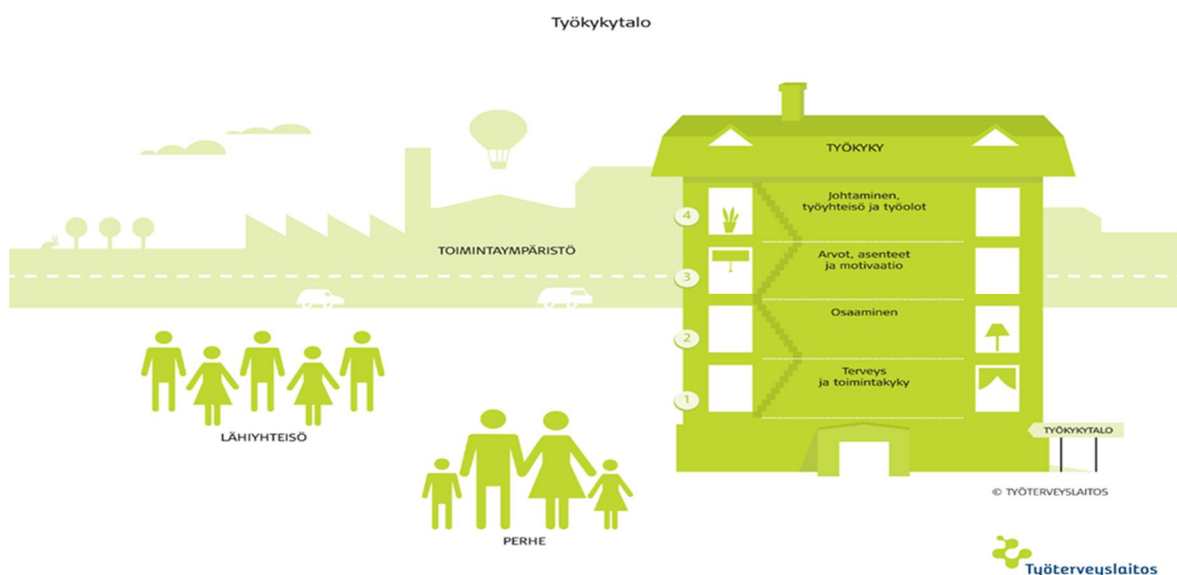 Työkykytalo
TYÖKYKY
4
Johtaminen,
työyhteisö ja työolot
TOIMINTAYMPÄRISTÖ
3
Arvot, asenteet
ja motivaatio
2
Osaaminen
1
Terveys
ja toimintakyky
LÄHIYHTEISÖ
TYÖKYKYTALO
PERHE
© TYÖTERVEYSLAITOS
Työterveyslaitos